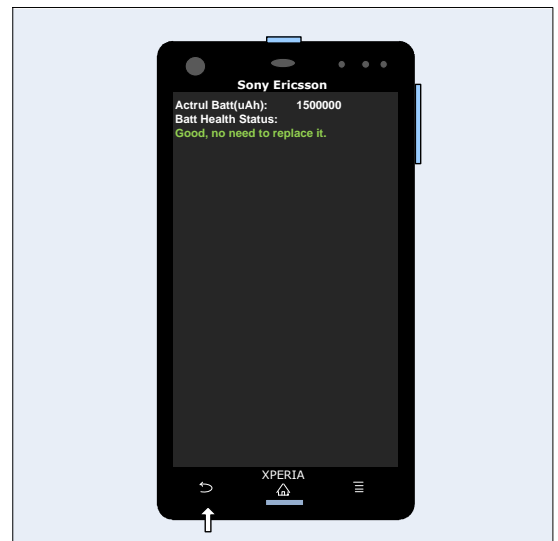 Sony Ericsson
Actrul Batt(uAh): 1500000
Batt Health Status:
Good, no need to replace it.
XPERIA